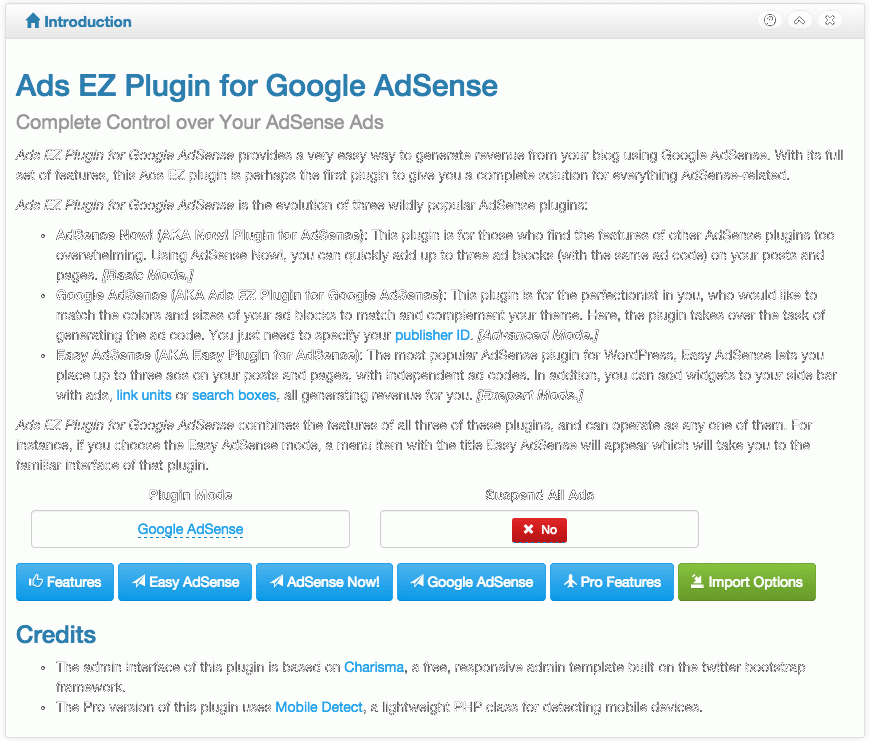 Introduction
Ads EZ Plugin for Google AdSense
Complete Control over Your AdSense Ads
Ads EZ Plugin for Google AdSense provides a very easy way to generate revenue from your blog using Google AdSense. With its full
set of features, this Ads EZ plugin is perhaps the first plugin to give you a complete solution for everything AdSense-related.
Ads EZ Plugin for Google AdSense is the evolution of three wildly popular AdSense plugins:
• AdSense Now! (AKA Now! Plugin for AdSense): This plugin is for those who find the features of other AdSense plugins too
overwhelming. Using AdSense Now!, you can quickly add up to three ad blocks (with the same ad code) on your posts and
pages. [Basic Mode.]
• Google AdSense (AKA Ads EZ Plugin for Google AdSense): This plugin is for the perfectionist in you, who would like to
match the colors and sizes of your ad blocks to match and complement your theme. Here, the plugin takes over the task of
generating the ad code. You just need to specify your publisher ID. [Advanced Mode.]
• Easy AdSense (AKA Easy Plugin for AdSense): The most popular AdSense plugin for WordPress, Easy AdSense lets you
place up to three ads on your posts and pages, with independent ad codes. In addtion, you can add widgets to your side bar
with ads, link units or search boxes, all generating revenue for you. [Exepert Mode.]
Ads EZ Plugin for Google AdSense combines the features of all three of these plugins, and can operate as any one of them. For
instance, if you choose the Easy AdSense mode, a menu item with the title Easy AdSense will appear which will take you to the
familiar interface of that plugin.
Plugin Mode Suspend All Ads
Google AdSense No
Features Easy AdSense AdSense Now! Google AdSense Pro Features Import Options
Credits
• The admin interface of this plugin is based on Charisma, a free, responsive admin template built on the twitter bootstrap
framework.
• The Pro version of this plugin uses Mobile Detect, a lightweight PHP class for detecting mobile devices.